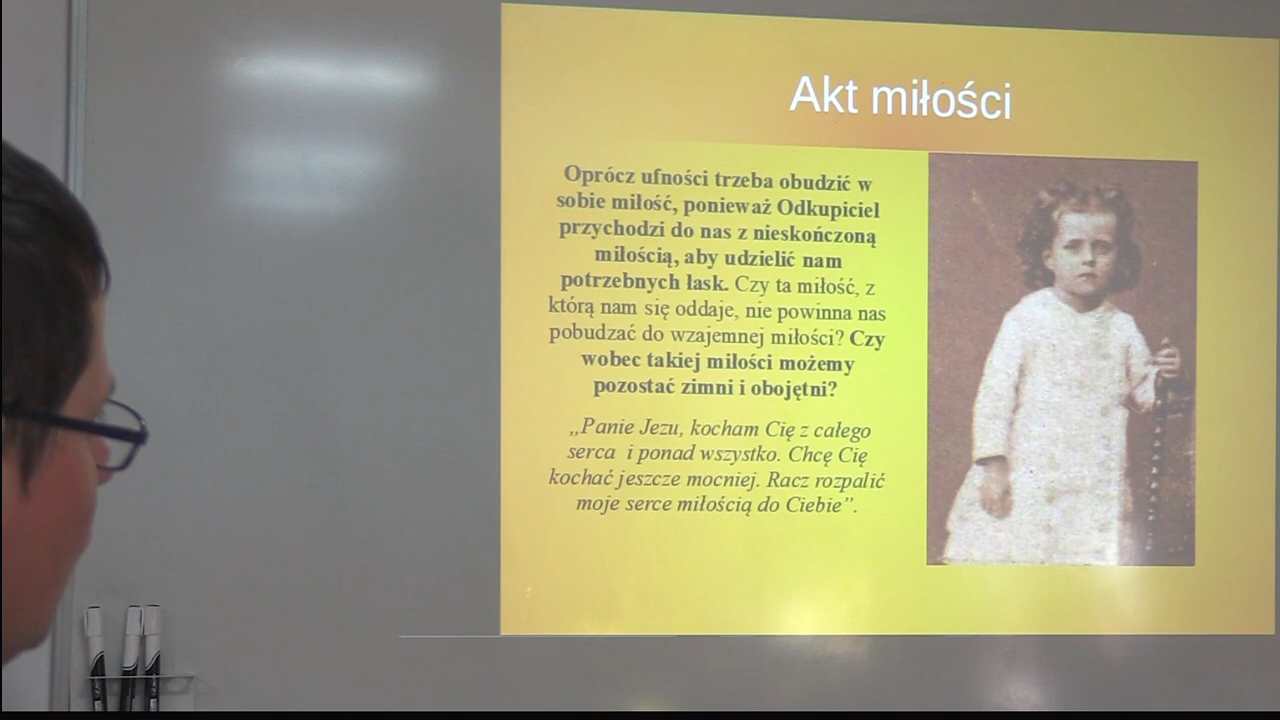 Akt miłości
Oprócz ufności trzeba obudzić w
sobie miłość, ponieważ Odkupiciel
przychodzi do nas z nieskończoną
miłością, aby udzielić nam
potrzebnych łask. Czy ta miłość, z
którą nam się oddaje, nie powinna nas
pobudzać do wzajemnej miłości? Czy
wobec takiej miłości możemy
pozostać zimni i obojętni?
„Panie Jezu, kocham Cię z całego
serca i ponad wszystko. Chcę Cię
kochać jeszcze mocniej. Racz rozpalić
moje serce miłością do Ciebie”.